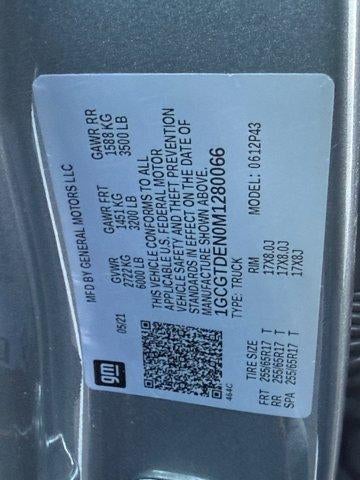 gm
MFD BY GENERAL MOTORS LLC
05/21
GVWR
2722KG
6000 LB
GAWR FRT
1451 KG
3200 LB
GAWR RR
1588 KG
3500 LB
THIS VEHICLE CONFORMS TO ALL
APPLICABLE U.S. FEDERAL MOTOR
VEHICLE SAFETY AND THEFT PREVENTION
STANDARDS IN EFFECT ON THE DATE OF
MANUFACTURE SHOWN ABOVE.
1GCGTDEN0M1280066
TYPE: TRUCK
MODEL: 0612P43
464C
TIRE SIZE RIM
FRT 255/65R17 T 17X8.0J
RR 255/65R17 T 17X8.0J
SPA 255/65R17 T 17X8J